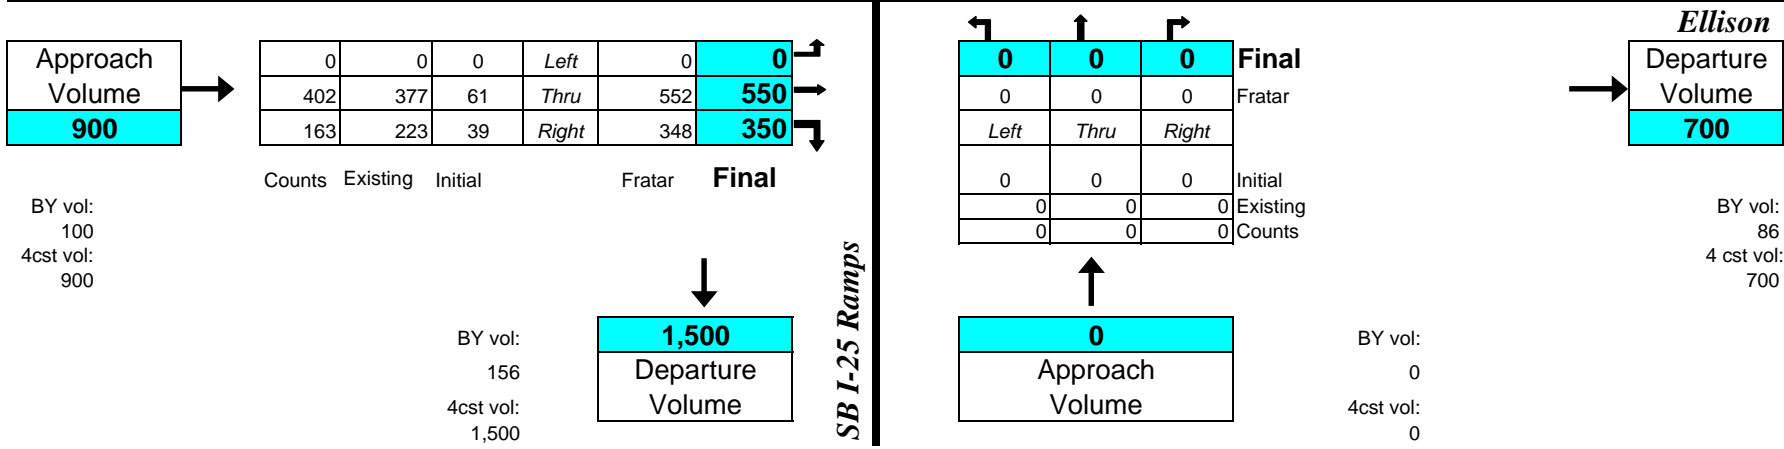 Ellison
Approach
Volume
900
0 0 0 Left 0 0
402 377 61 Thru 552 550
163 223 39 Right 348 350
Counts Existing Initial Fratar Final
BY vol:
100
4cst vol:
900
BY vol:
156
4cst vol:
1,500
1,500
Departure
Volume
SB I-25 Ramps
0 0 0 Final
0 0 0 Fratar
Left Thru Right
0 0 0 Initial
0 0 0 Existing
0 0 0 Counts
0
Approach
Volume
BY vol:
0
4cst vol:
0
Departure
Volume
700
BY vol:
86
4 cst vol:
700